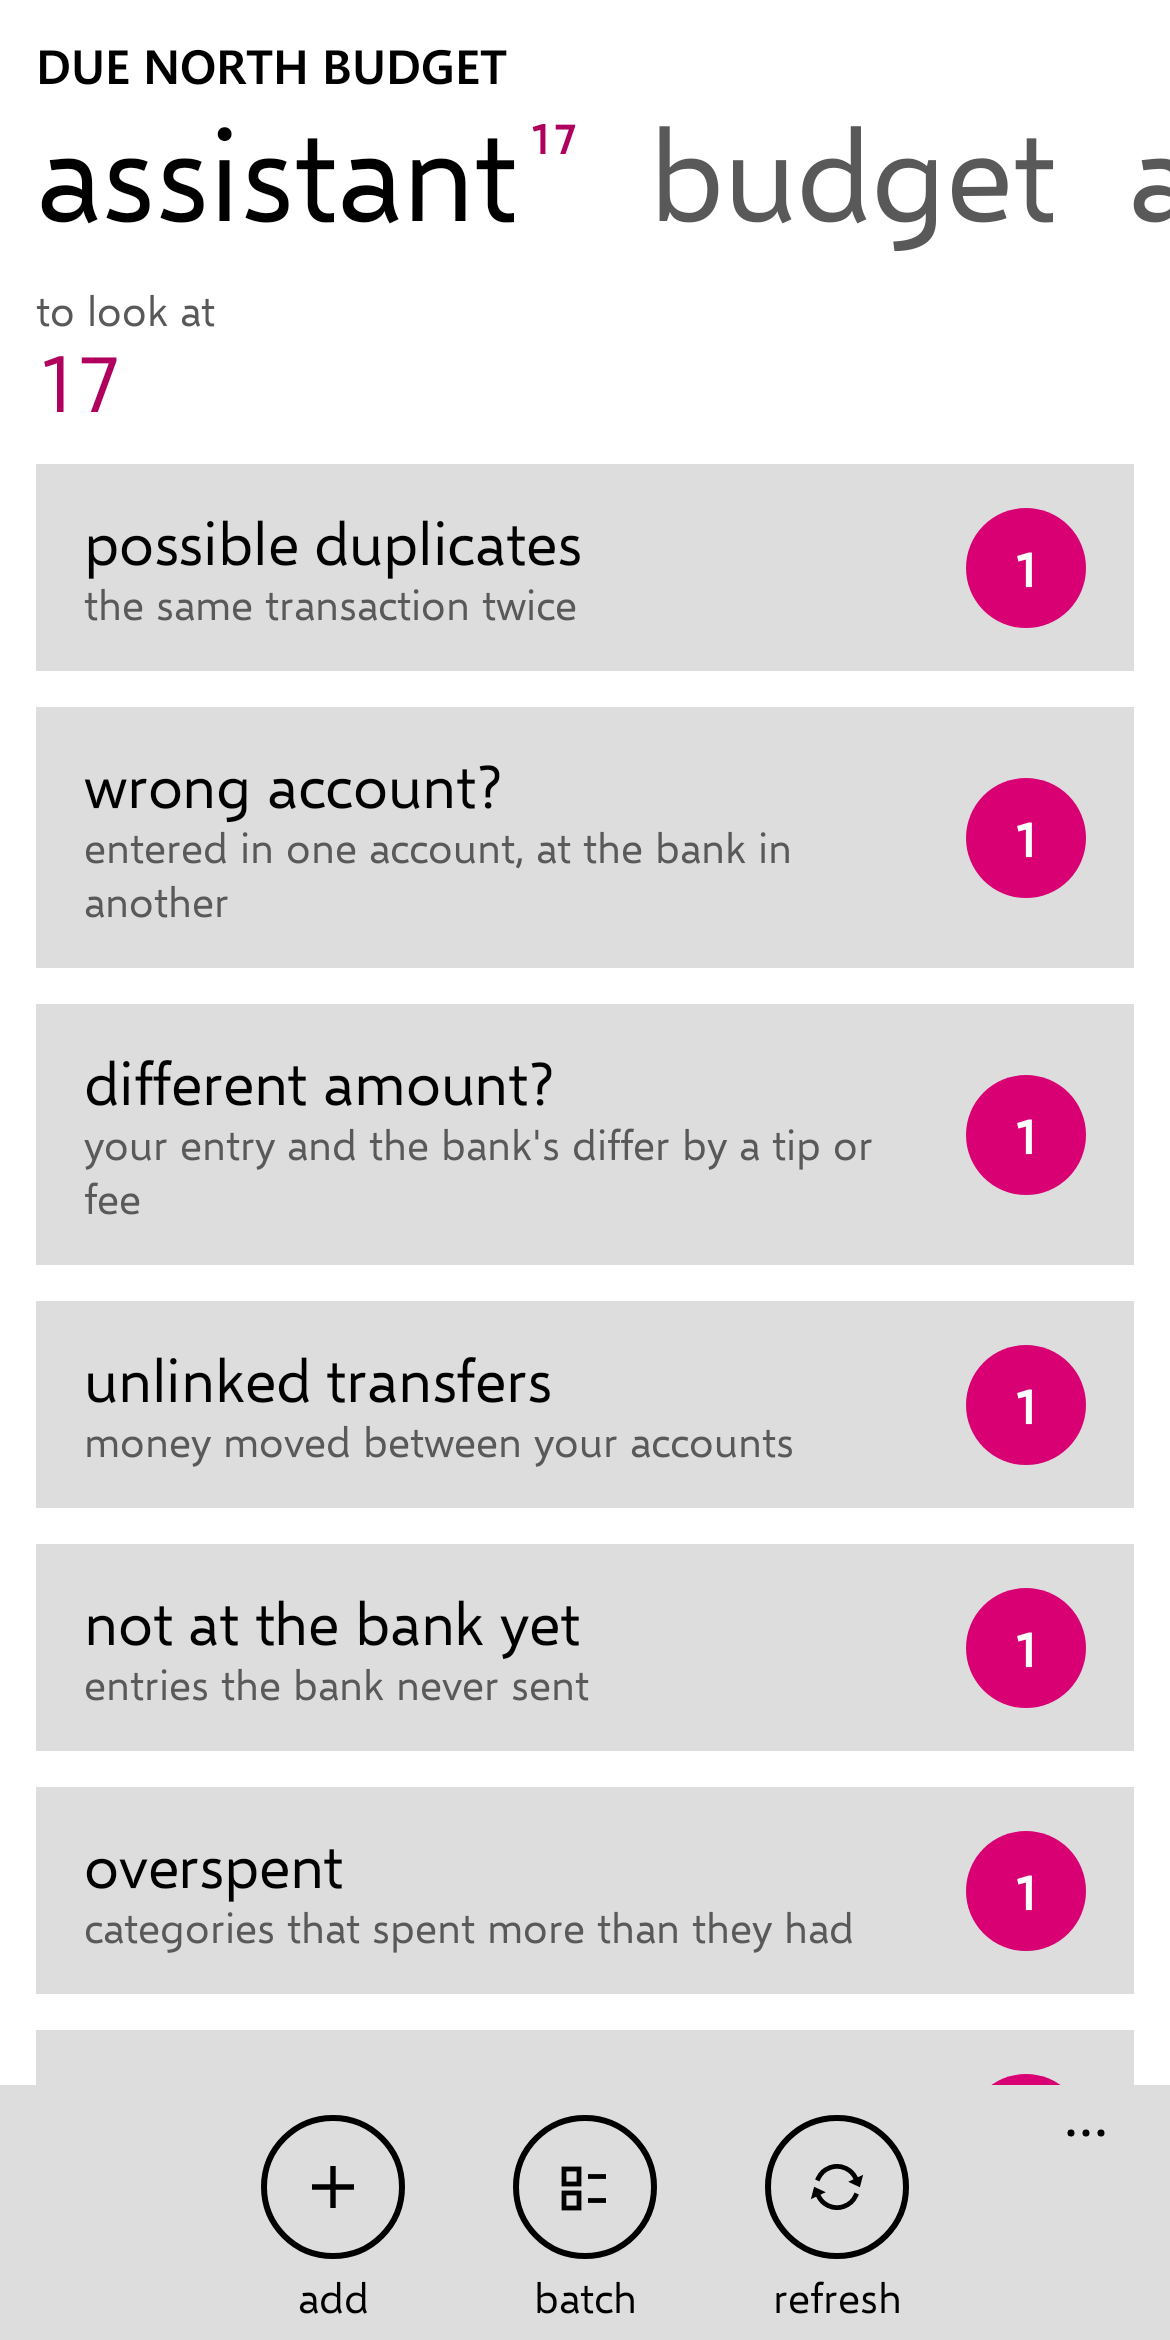 DUE NORTH BUDGET
assistant 17 budget a
to look at
17
possible duplicates
the same transaction twice
1
wrong account?
entered in one account, at the bank in
another
1
different amount?
your entry and the bank's differ by a tip or
fee
1
unlinked transfers
money moved between your accounts
1
not at the bank yet
entries the bank never sent
1
overspent
categories that spent more than they had
1
...
add batch refresh